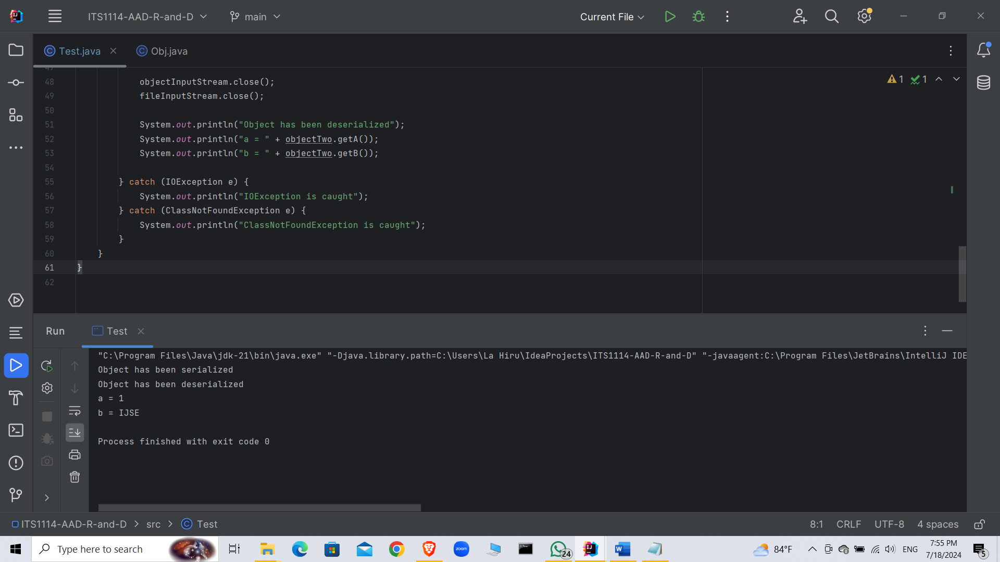 ITS1114-AAD-R-and-D
main
Current File
Test.java
Obj.java
47
48 objectInputStream.close();
49 fileInputStream.close();
50
51 System.out.println("Object has been deserialized");
52 System.out.println("a = " + objectTwo.getA());
53 System.out.println("b = " + objectTwo.getB());
54
55 } catch (IOException e) {
56 System.out.println("IOException is caught");
57 } catch (ClassNotFoundException e) {
58 System.out.println("ClassNotFoundException is caught");
59 }
60 }
61 }
62
1 1
Run Test
"C:\Program Files\Java\jdk-21\bin\java.exe" "-Djava.library.path=C:\Users\La Hiru\IdeaProjects\ITS1114-AAD-R-and-D" "-javaagent:C:\Program Files\JetBrains\IntelliJ IDE
Object has been serialized
Object has been deserialized
a = 1
b = IJSE
Process finished with exit code 0
ITS1114-AAD-R-and-D > src > Test
8:1 CRLF UTF-8 4 spaces
Type here to search
zoom
24
84°F
ENG
7:55 PM
7/18/2024
5